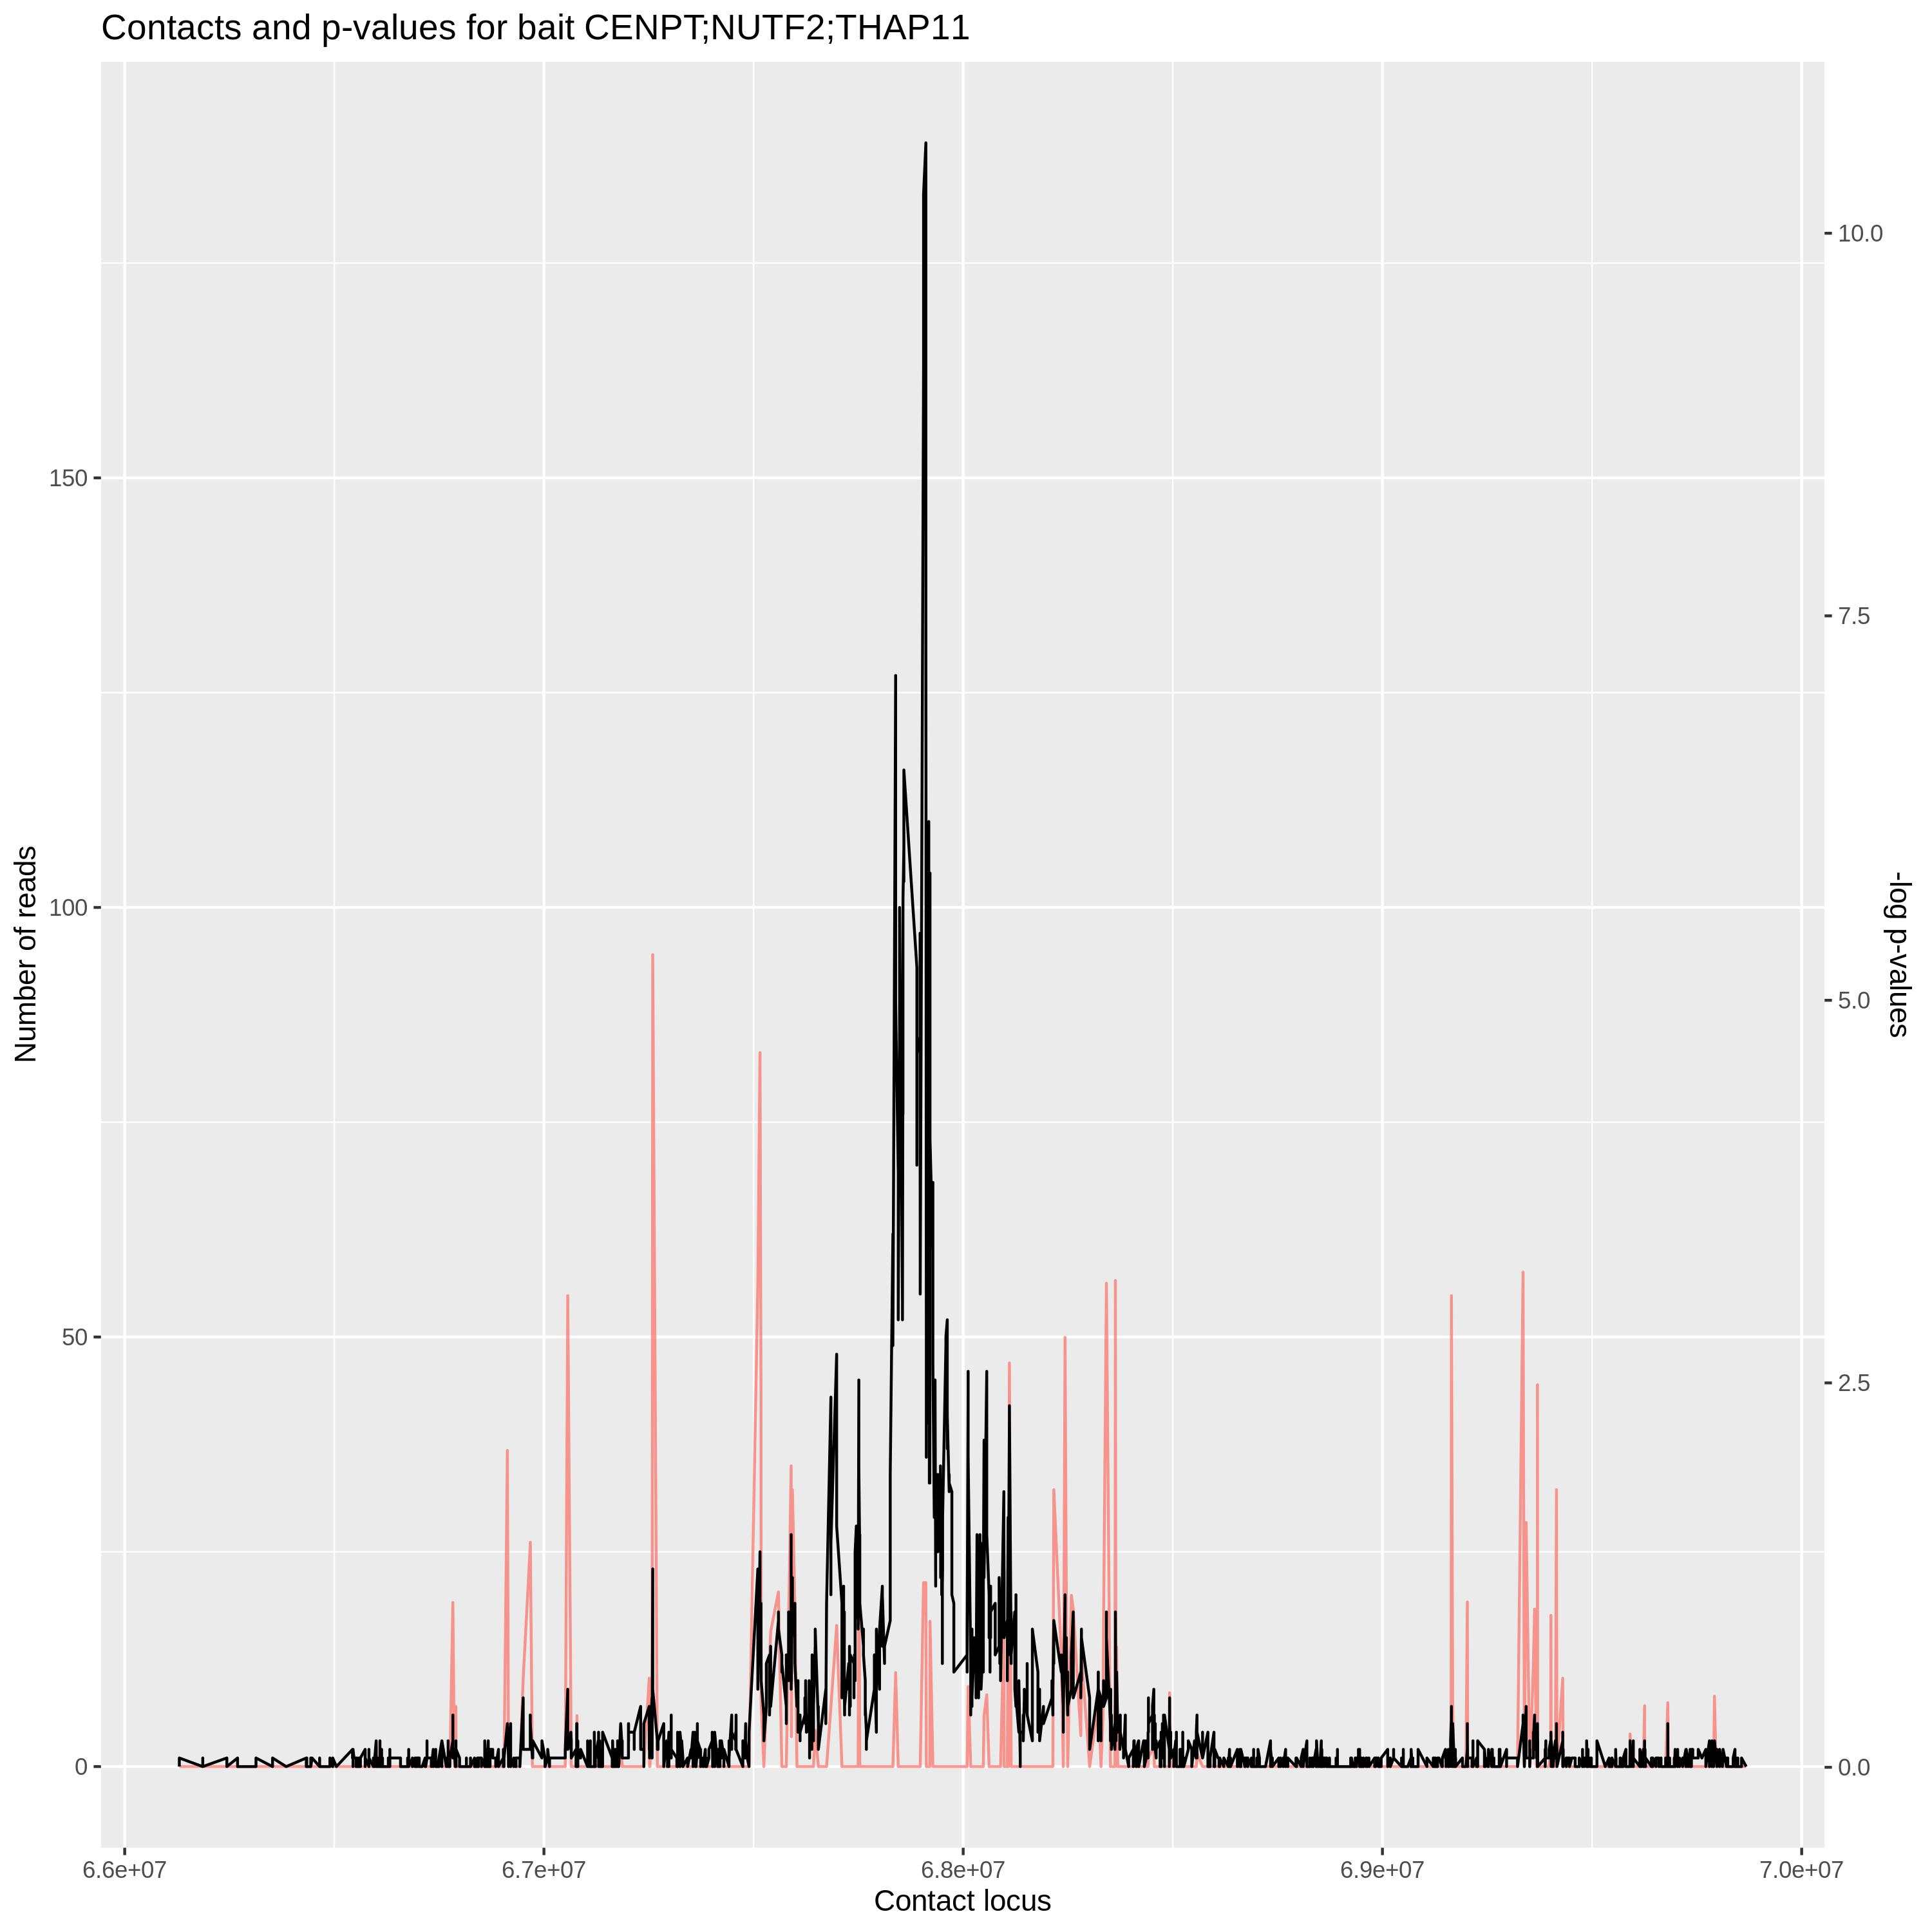 Contacts and p-values for bait CENPT;NUTF2;THAP11
10.0
150
7.5
Number of reads
100
-log p-values
5.0
50
2.5
0
0.0
6.6e+07 6.7e+07 6.8e+07 6.9e+07 7.0e+07
Contact locus